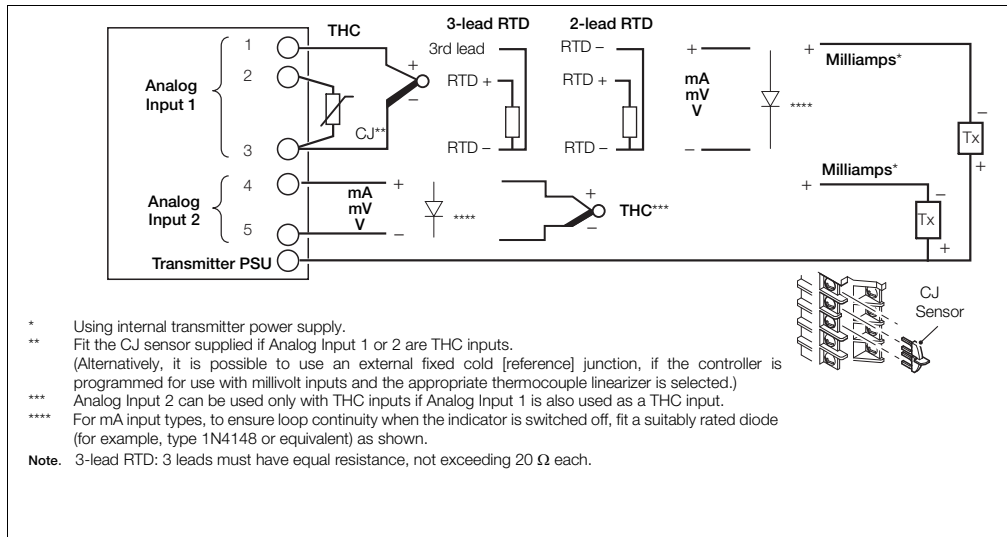 THC
3-lead RTD
2-lead RTD
Analog
Input 1
1
2
3
+
–
CJ**
3rd lead
RTD +
RTD –
RTD –
RTD +
RTD –
+
mA
mV
V
–
****
+
Milliamps*
–
Tx
+
Analog
Input 2
4
5
mA
mV
V
+
–
****
+
–
THC***
+
Milliamps*
–
Tx
+
Transmitter PSU
CJ
Sensor
* Using internal transmitter power supply.
** Fit the CJ sensor supplied if Analog Input 1 or 2 are THC inputs.
(Alternatively, it is possible to use an external fixed cold [reference] junction, if the controller is
programmed for use with millivolt inputs and the appropriate thermocouple linearizer is selected.)
*** Analog Input 2 can be used only with THC inputs if Analog Input 1 is also used as a THC input.
**** For mA input types, to ensure loop continuity when the indicator is switched off, fit a suitably rated diode
(for example, type 1N4148 or equivalent) as shown.
Note. 3-lead RTD: 3 leads must have equal resistance, not exceeding 20 Ω each.